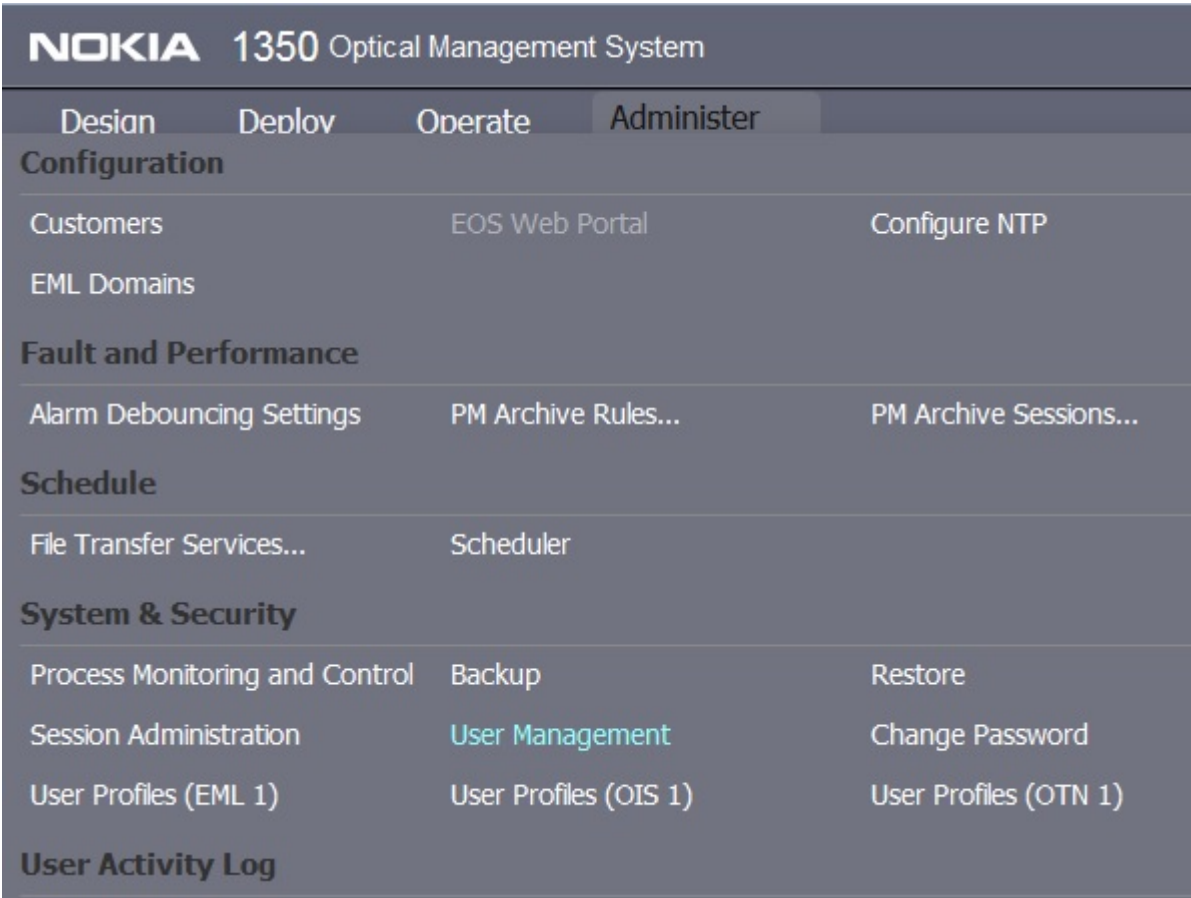 NOKIA 1350 Optical Management System
Design Deploy Operate Administer
Configuration
Customers EOS Web Portal Configure NTP
EML Domains
Fault and Performance
Alarm Debouncing Settings PM Archive Rules... PM Archive Sessions...
Schedule
File Transfer Services... Scheduler
System & Security
Process Monitoring and Control Backup Restore
Session Administration User Management Change Password
User Profiles (EML 1) User Profiles (OIS 1) User Profiles (OTN 1)
User Activity Log